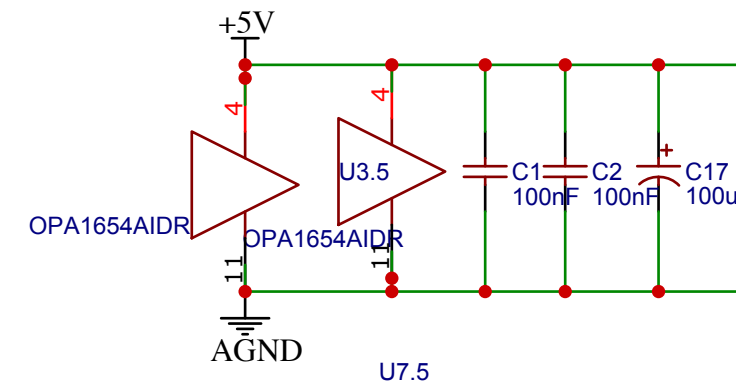 +5V
4
4
U3.5
C1
C2
C17
100nF
100nF
100u
OPA1654AIDR
OPA1654AIDR
11
11
AGND
U7.5